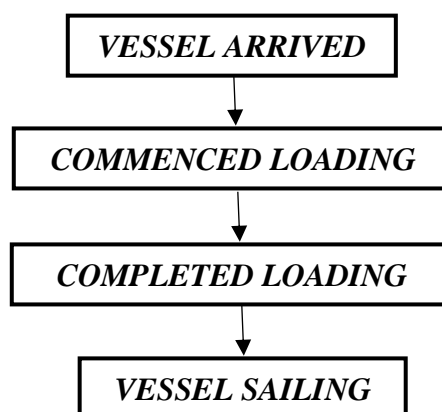 VESSEL ARRIVED
COMMENCED LOADING
COMPLETED LOADING
VESSEL SAILING